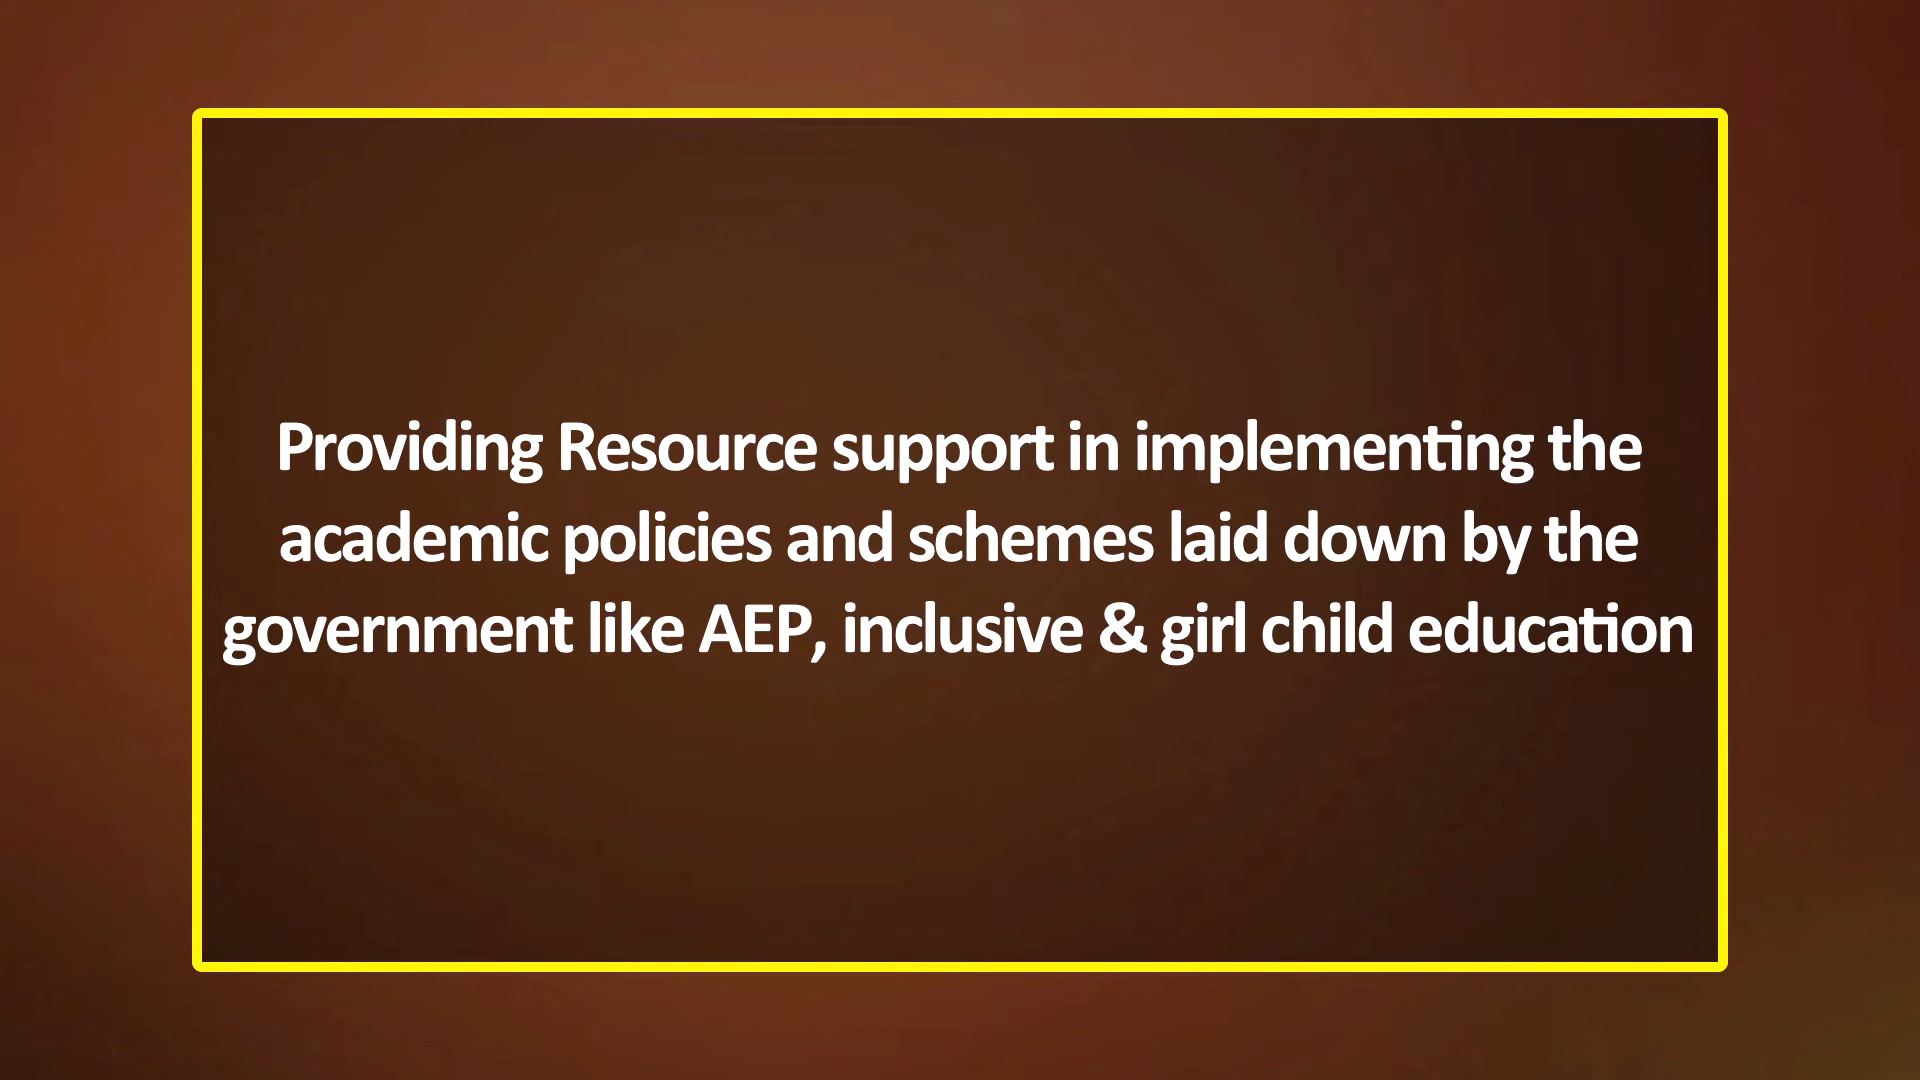 Providing Resource support in implementing the
academic policies and schemes laid down by the
government like AEP, inclusive & girl child education